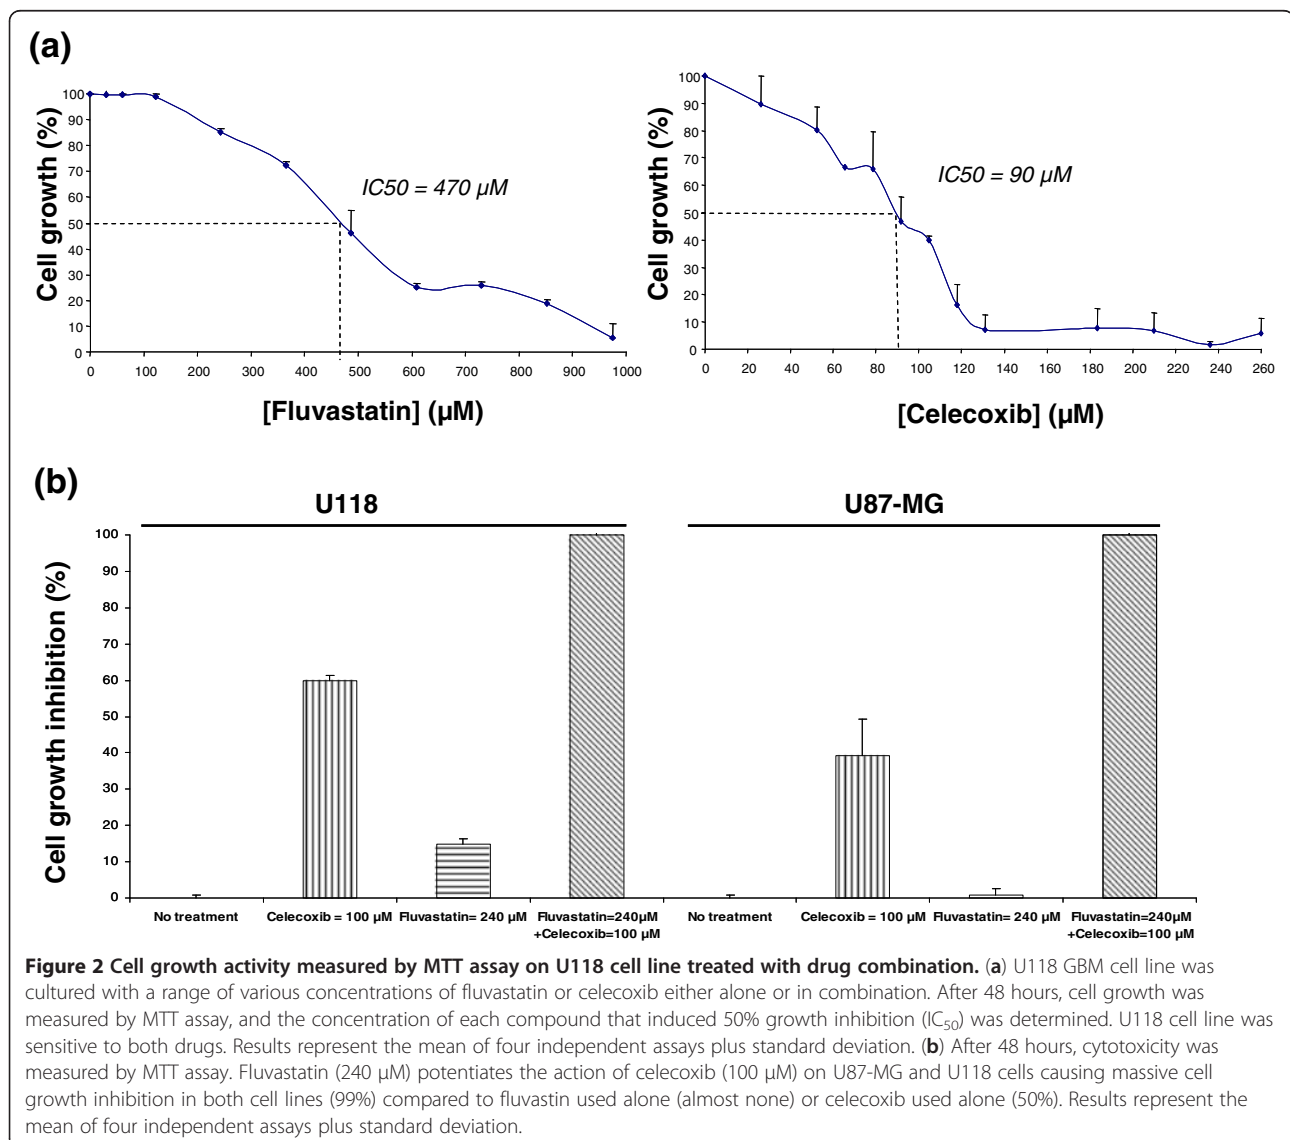 (a)
100
90
80
70
60
50
40
30
20
10
0
Cell growth (%)
IC50 = 470 µM
0 100 200 300 400 500 600 700 800 900 1000
[Fluvastatin] (µM)
100
90
80
70
60
50
40
30
20
10
0
Cell growth (%)
IC50 = 90 µM
0 20 40 60 80 100 120 140 160 180 200 220 240 260
[Celecoxib] (µM)
(b)
U118 U87-MG
100
90
80
70
60
50
40
30
20
10
0
Cell growth inhibition (%)
No treatment Celecoxib = 100 µM Fluvastatin= 240 µM Fluvastatin=240µM No treatment Celecoxib = 100 µM Fluvastatin= 240 µM Fluvastatin=240µM
+Celecoxib=100 µM +Celecoxib=100 µM
Figure 2 Cell growth activity measured by MTT assay on U118 cell line treated with drug combination. (a) U118 GBM cell line was
cultured with a range of various concentrations of fluvastatin or celecoxib either alone or in combination. After 48 hours, cell growth was
measured by MTT assay, and the concentration of each compound that induced 50% growth inhibition (IC50) was determined. U118 cell line was
sensitive to both drugs. Results represent the mean of four independent assays plus standard deviation. (b) After 48 hours, cytotoxicity was
measured by MTT assay. Fluvastatin (240 µM) potentiates the action of celecoxib (100 µM) on U87-MG and U118 cells causing massive cell
growth inhibition in both cell lines (99%) compared to fluvastin used alone (almost none) or celecoxib used alone (50%). Results represent the
mean of four independent assays plus standard deviation.